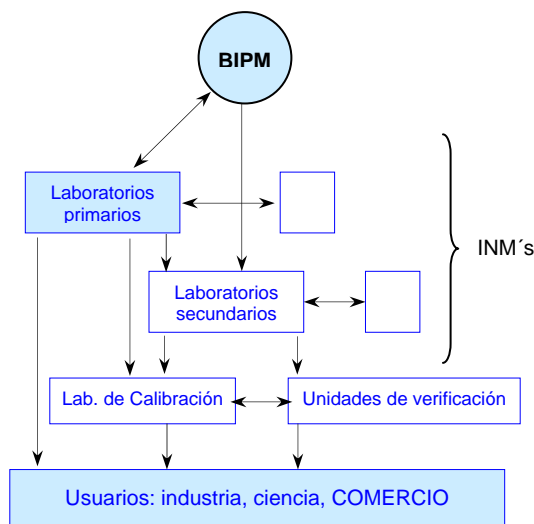 BIPM
Laboratorios
primarios
INM´s
Laboratorios
secundarios
Lab. de Calibración
Unidades de verificación
Usuarios: industria, ciencia, COMERCIO